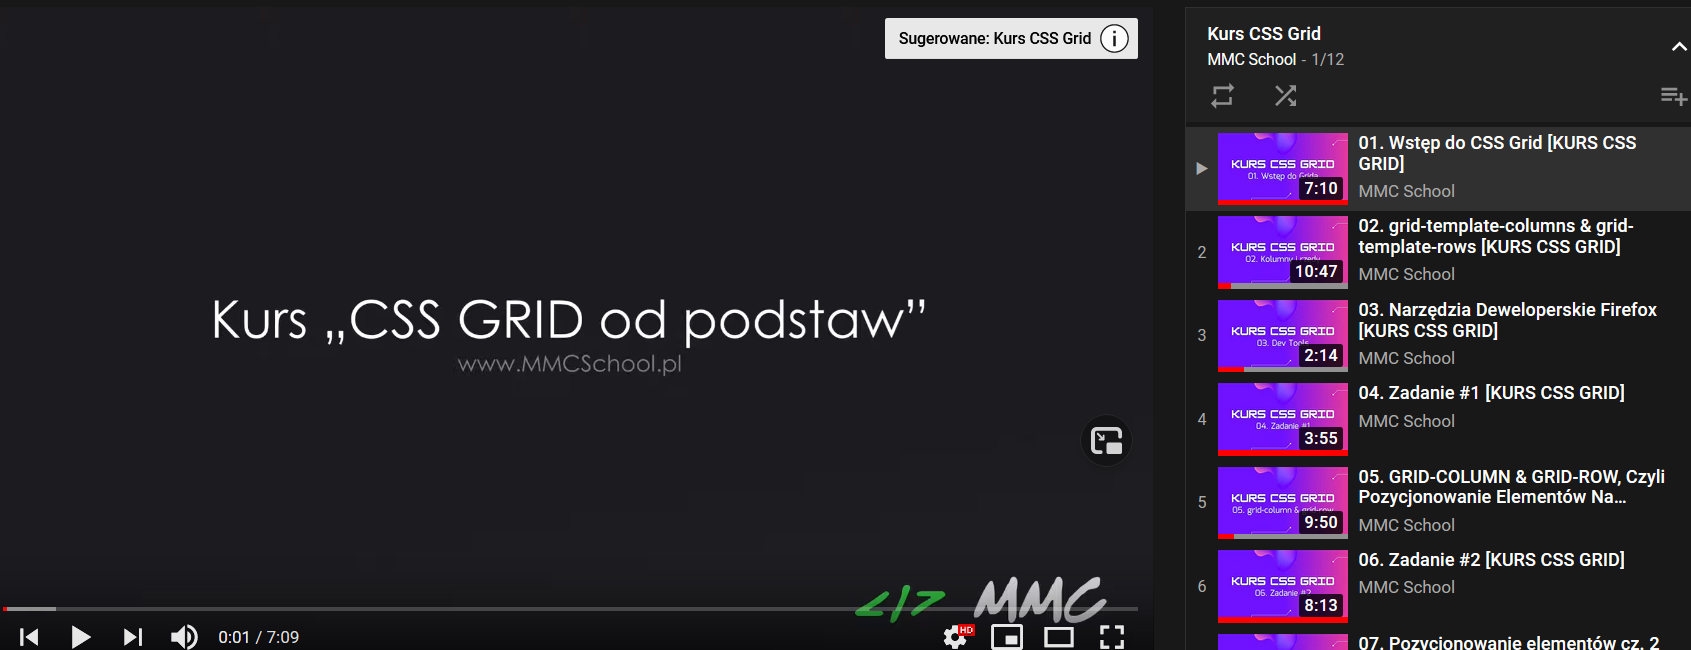 Sugerowane: Kurs CSS Grid
Kurs „CSS GRID od podstaw”
www.MMCSchool.pl
</> MMC
HD
0:01 / 7:09
Kurs CSS Grid
MMC School - 1/12
KURS CSS GRID
01. Wstęp do Grida
7:10
01. Wstęp do CSS Grid [KURS CSS
GRID]
MMC School
2
KURS CSS GRID
02. Kolumny i rzędy
10:47
02. grid-template-columns & grid-
template-rows [KURS CSS GRID]
MMC School
3
KURS CSS GRID
03. Dev Tools
2:14
03. Narzędzia Deweloperskie Firefox
[KURS CSS GRID]
MMC School
4
KURS CSS GRID
04. Zadanie #1
3:55
04. Zadanie #1 [KURS CSS GRID]
MMC School
5
KURS CSS GRID
05. grid-column & grid-row
9:50
05. GRID-COLUMN & GRID-ROW, Czyli
Pozycjonowanie Elementów Na...
MMC School
6
KURS CSS GRID
06. Zadanie #2
8:13
06. Zadanie #2 [KURS CSS GRID]
MMC School
07. Pozycjonowanie elementów cz. 2